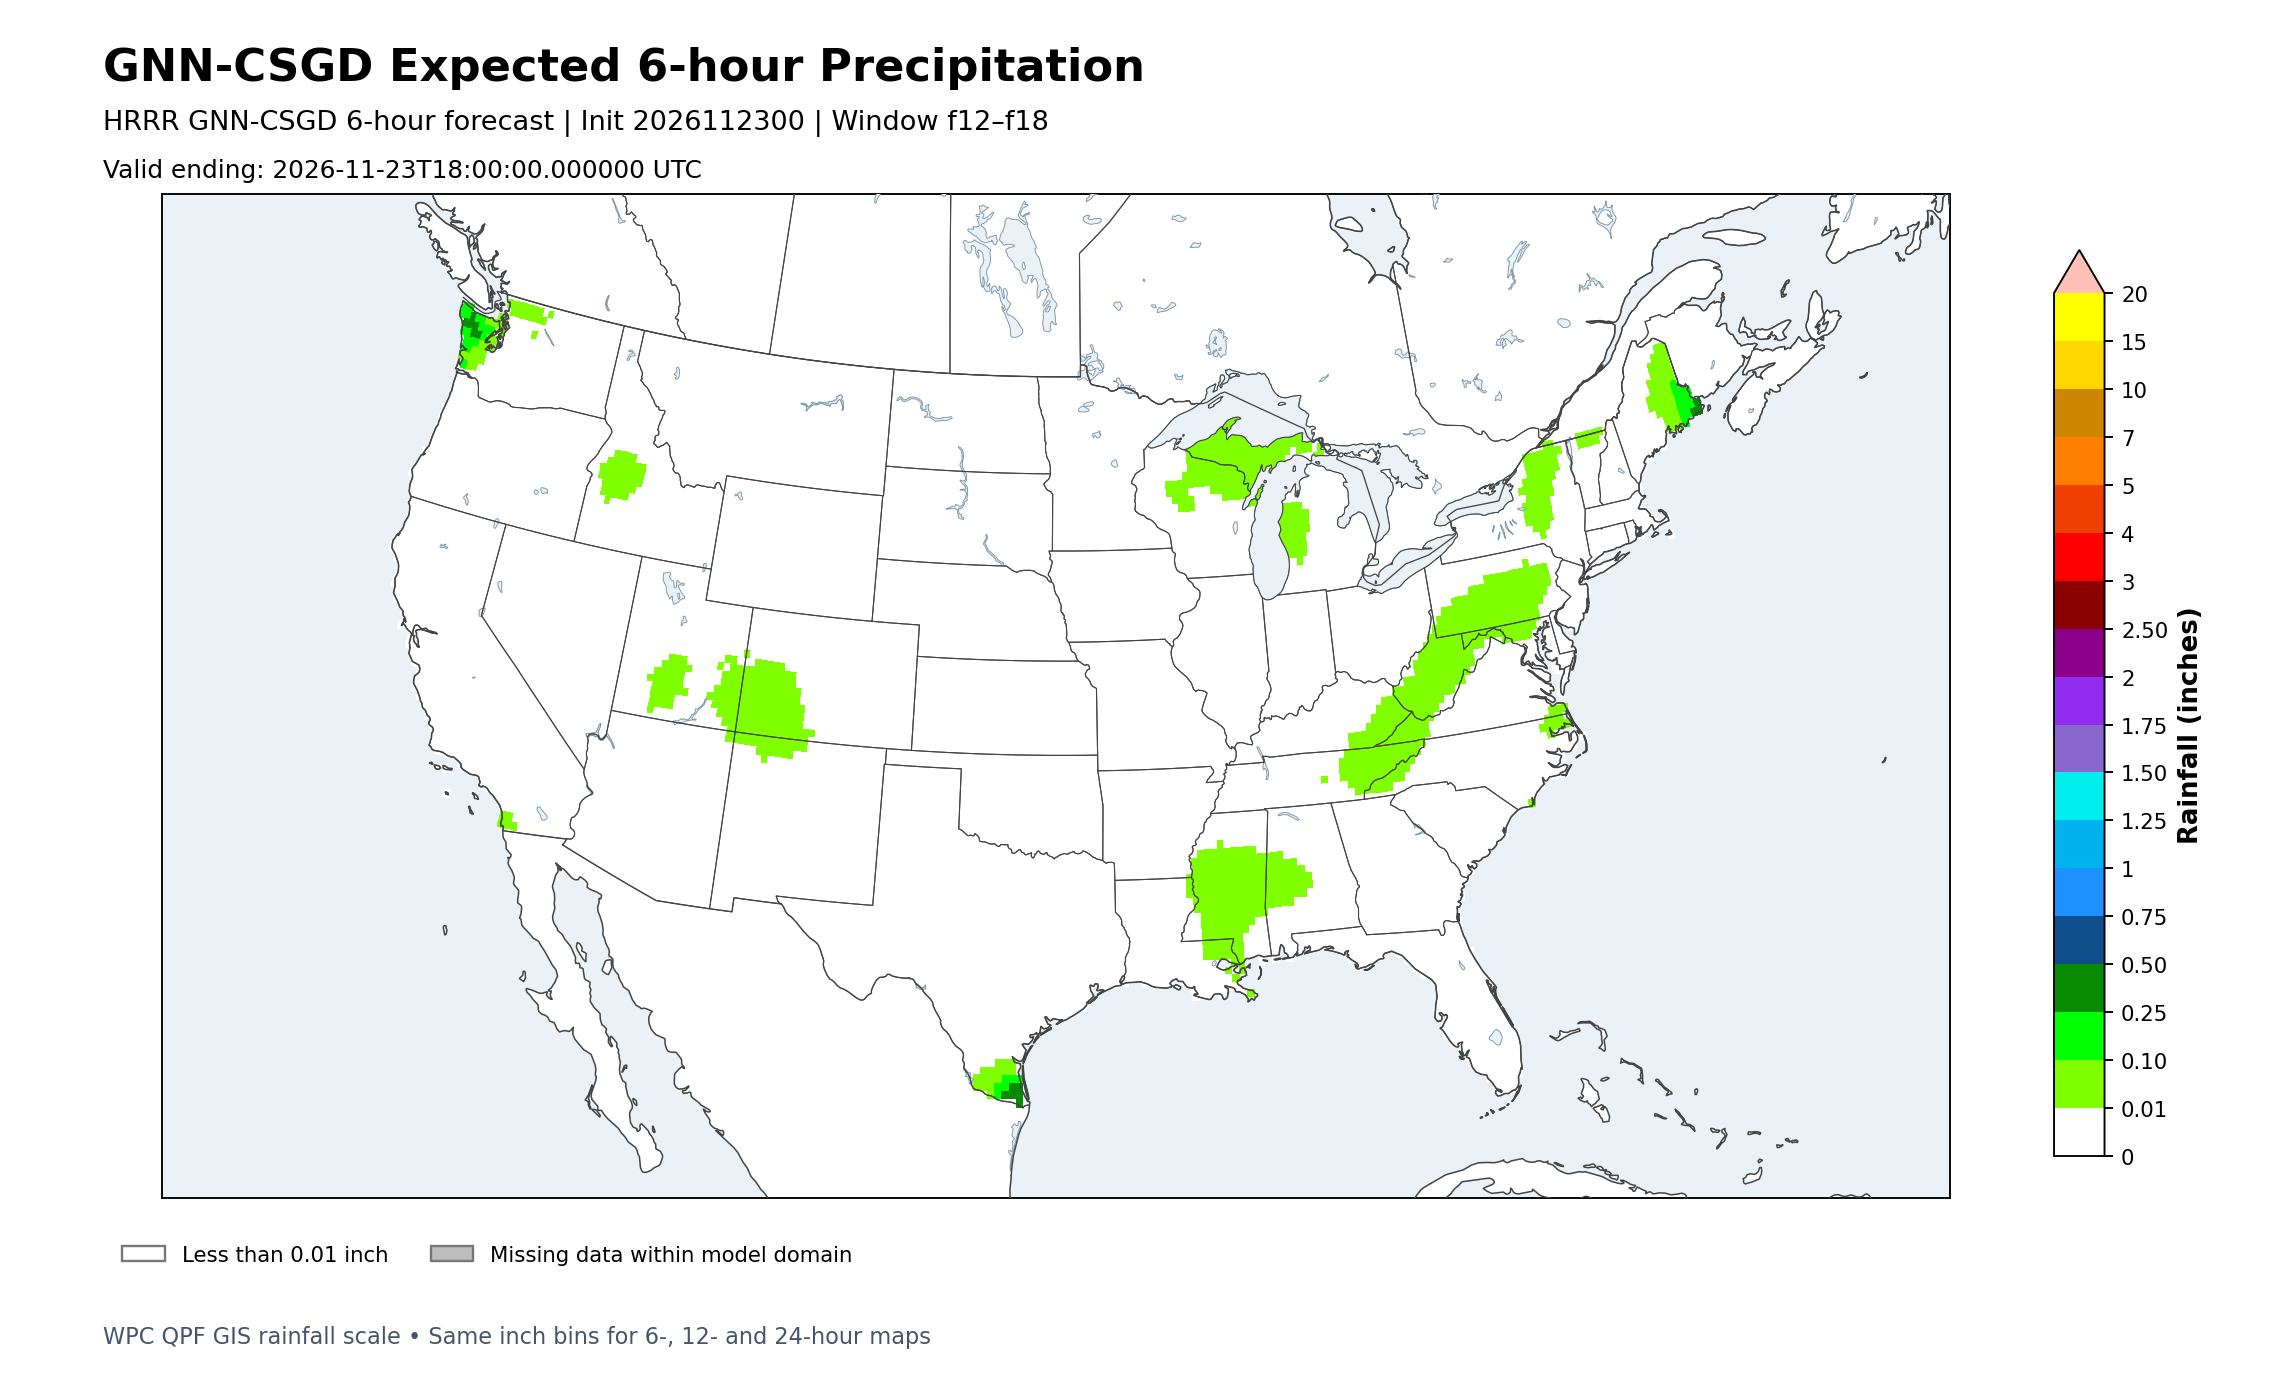 GNN-CSGD Expected 6-hour Precipitation
HRRR GNN-CSGD 6-hour forecast | Init 2026112300 | Window f12–f18
Valid ending: 2026-11-23T18:00:00.000000 UTC
20
15
10
7
5
4
3
2.50
2
1.75
1.50
1.25
1
0.75
0.50
0.25
0.10
0.01
0
Rainfall (inches)
Less than 0.01 inch
Missing data within model domain
WPC QPF GIS rainfall scale • Same inch bins for 6-, 12- and 24-hour maps